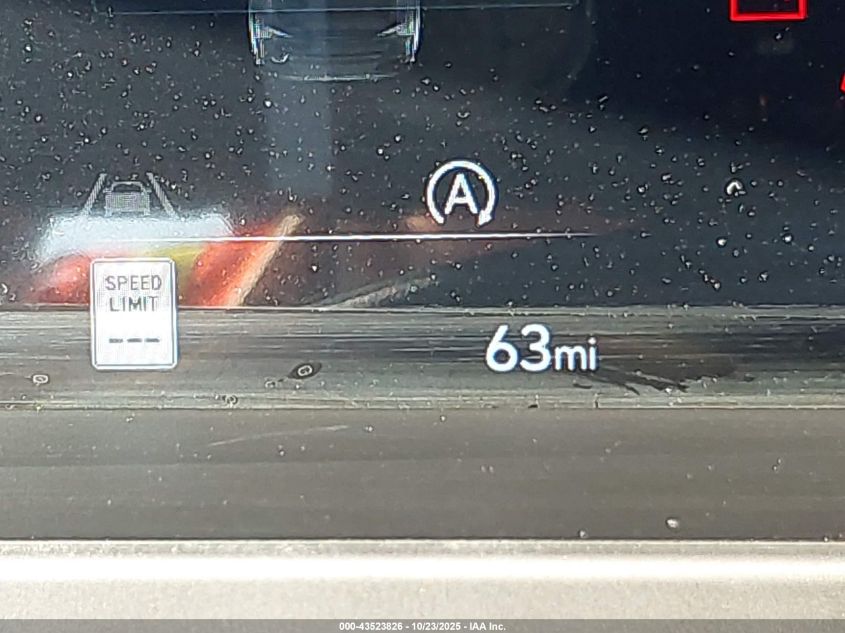 A
SPEED
LIMIT
---
63mi
000-43523826 - 10/23/2025 - IAA Inc.